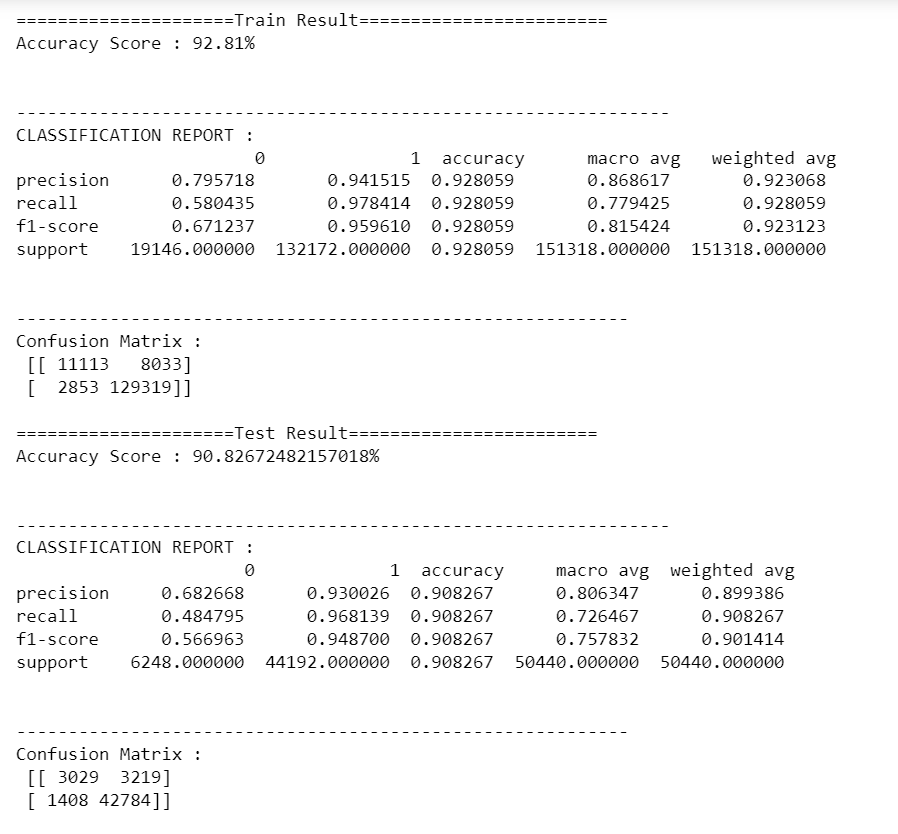 =====================Train Result========================
Accuracy Score : 92.81%
---------------------------------------------------------------
CLASSIFICATION REPORT :
0 1 accuracy macro avg weighted avg
precision 0.795718 0.941515 0.928059 0.868617 0.923068
recall 0.580435 0.978414 0.928059 0.779425 0.928059
f1-score 0.671237 0.959610 0.928059 0.815424 0.923123
support 19146.000000 132172.000000 0.928059 151318.000000 151318.000000
-----------------------------------------------------------
Confusion Matrix :
[[ 11113 8033]
[ 2853 129319]]
=====================Test Result========================
Accuracy Score : 90.82672482157018%
---------------------------------------------------------------
CLASSIFICATION REPORT :
0 1 accuracy macro avg weighted avg
precision 0.682668 0.930026 0.908267 0.806347 0.899386
recall 0.484795 0.968139 0.908267 0.726467 0.908267
f1-score 0.566963 0.948700 0.908267 0.757832 0.901414
support 6248.000000 44192.000000 0.908267 50440.000000 50440.000000
-----------------------------------------------------------
Confusion Matrix :
[[ 3029 3219]
[ 1408 42784]]